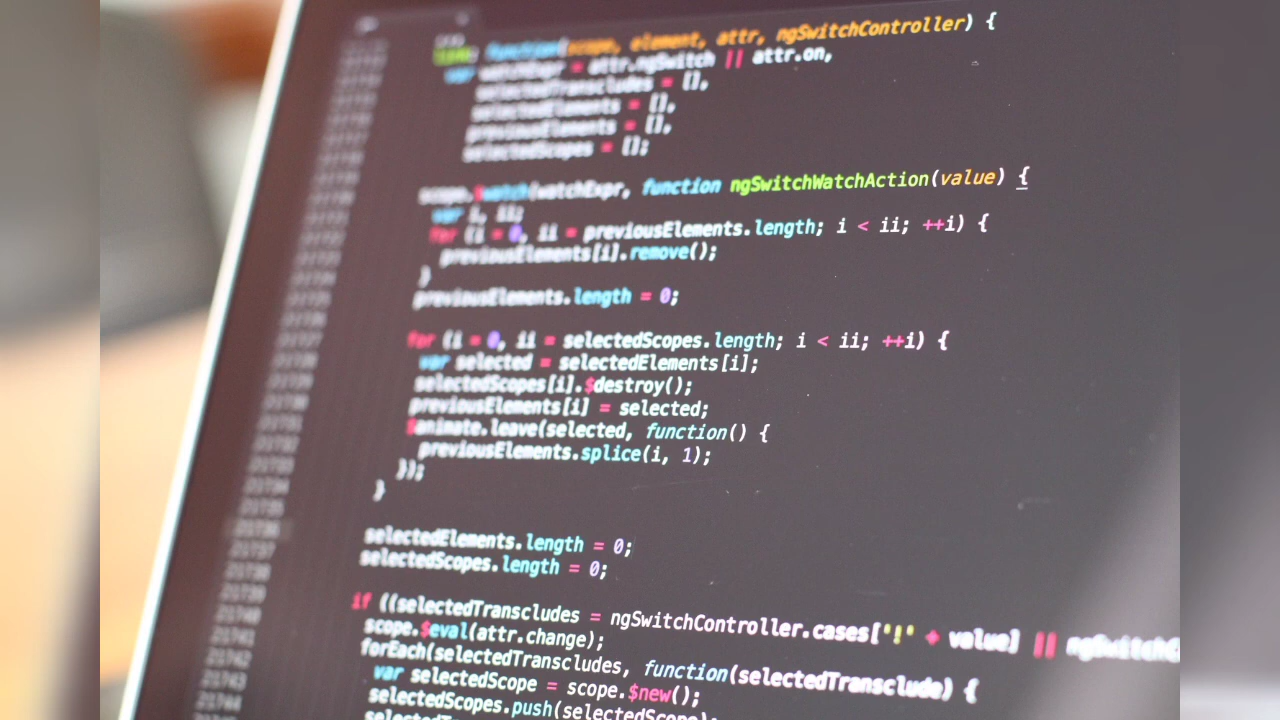 link: function(scope, element, attr, ngSwitchController) {
var watchExpr = attr.ngSwitch || attr.on,
selectedTranscludes = [],
selectedElements = [],
previousElements = [],
selectedScopes = [];
scope.$watch(watchExpr, function ngSwitchWatchAction(value) {
var i, ii;
for (i = 0, ii = previousElements.length; i < ii; ++i) {
previousElements[i].remove();
}
previousElements.length = 0;
for (i = 0, ii = selectedScopes.length; i < ii; ++i) {
var selected = selectedElements[i];
selectedScopes[i].$destroy();
previousElements[i] = selected;
$animate.leave(selected, function() {
previousElements.splice(i, 1);
});
}
selectedElements.length = 0;
selectedScopes.length = 0;
if ((selectedTranscludes = ngSwitchController.cases['!' + value] ||
scope.$eval(attr.change);
forEach(selectedTranscludes, function(selectedTransclude) {
var selectedScope = scope.$new();
selectedScopes.push(selectedScope);